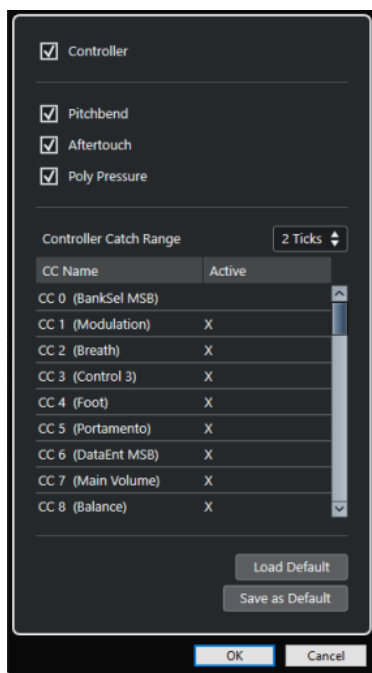 Controller
Pitchbend
Aftertouch
Poly Pressure
Controller Catch Range 2 Ticks
CC Name Active
CC 0 (BankSel MSB)
CC 1 (Modulation) X
CC 2 (Breath) X
CC 3 (Control 3) X
CC 4 (Foot) X
CC 5 (Portamento) X
CC 6 (DataEnt MSB) X
CC 7 (Main Volume) X
CC 8 (Balance) X
Load Default
Save as Default
OK Cancel